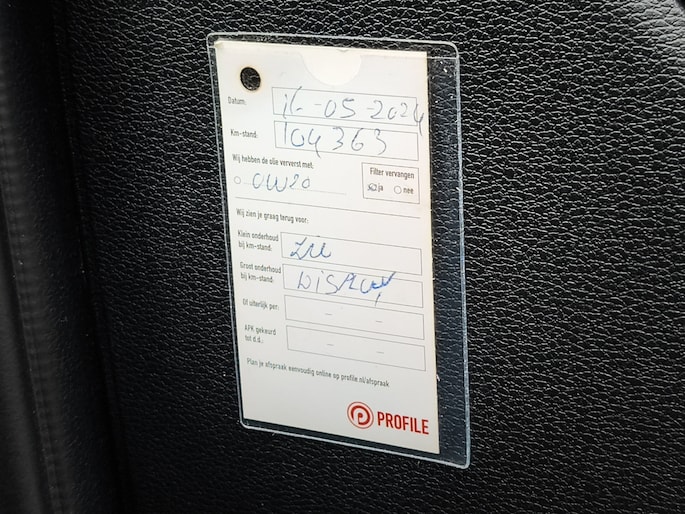 Datum: 16-05-2024
Km-stand: 104363
Wij hebben de olie ververst met:
0W20
Filter vervangen
ja nee
Wij zien je graag terug voor:
Klein onderhoud
bij km-stand: zie
Groot onderhoud
bij km-stand: DISPLAY
Of uiterlijk per: – –
APK gekeurd
tot d.d.: – –
Plan je afspraak eenvoudig online op profile.nl/afspraak
PROFILE